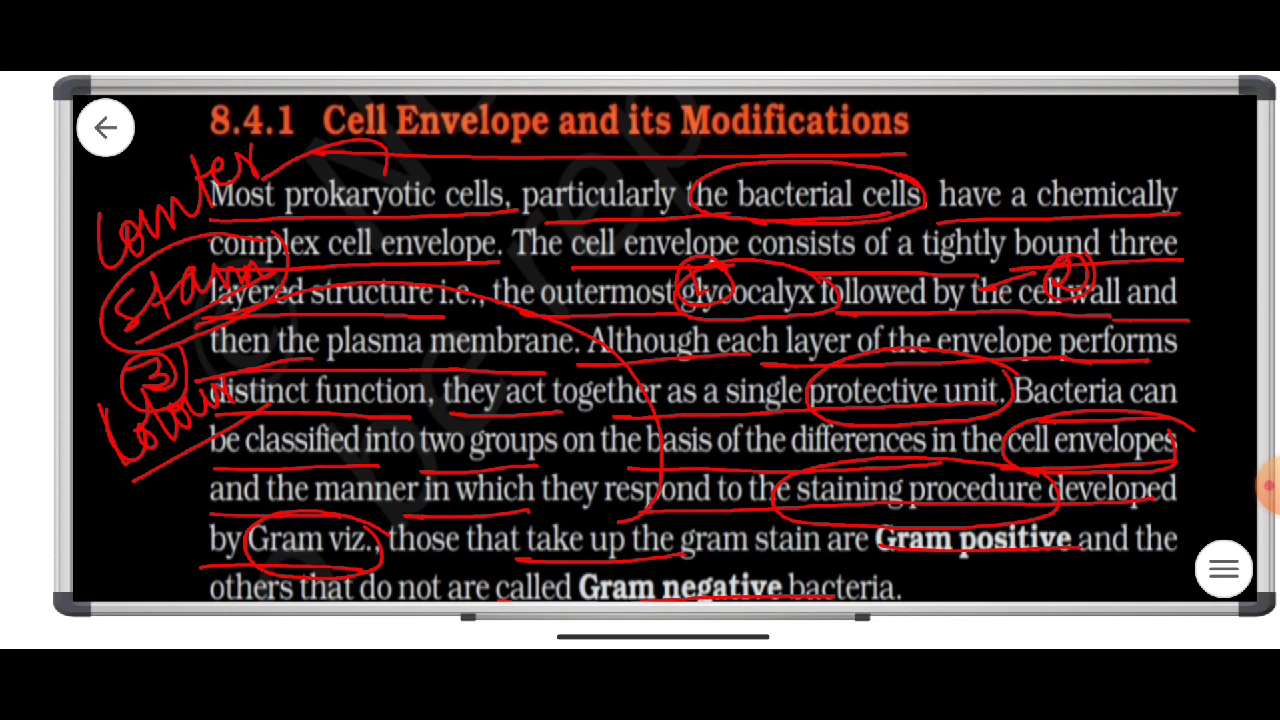 8.4.1 Cell Envelope and its Modifications
Most prokaryotic cells, particularly the bacterial cells, have a chemically
complex cell envelope. The cell envelope consists of a tightly bound three
layered structure i.e., the outermost glycocalyx followed by the cell wall and
then the plasma membrane. Although each layer of the envelope performs
distinct function, they act together as a single protective unit. Bacteria can
be classified into two groups on the basis of the differences in the cell envelopes
and the manner in which they respond to the staining procedure developed
by Gram viz., those that take up the gram stain are Gram positive and the
others that do not are called Gram negative bacteria.
Counter
Stain
3
Colour
1
2